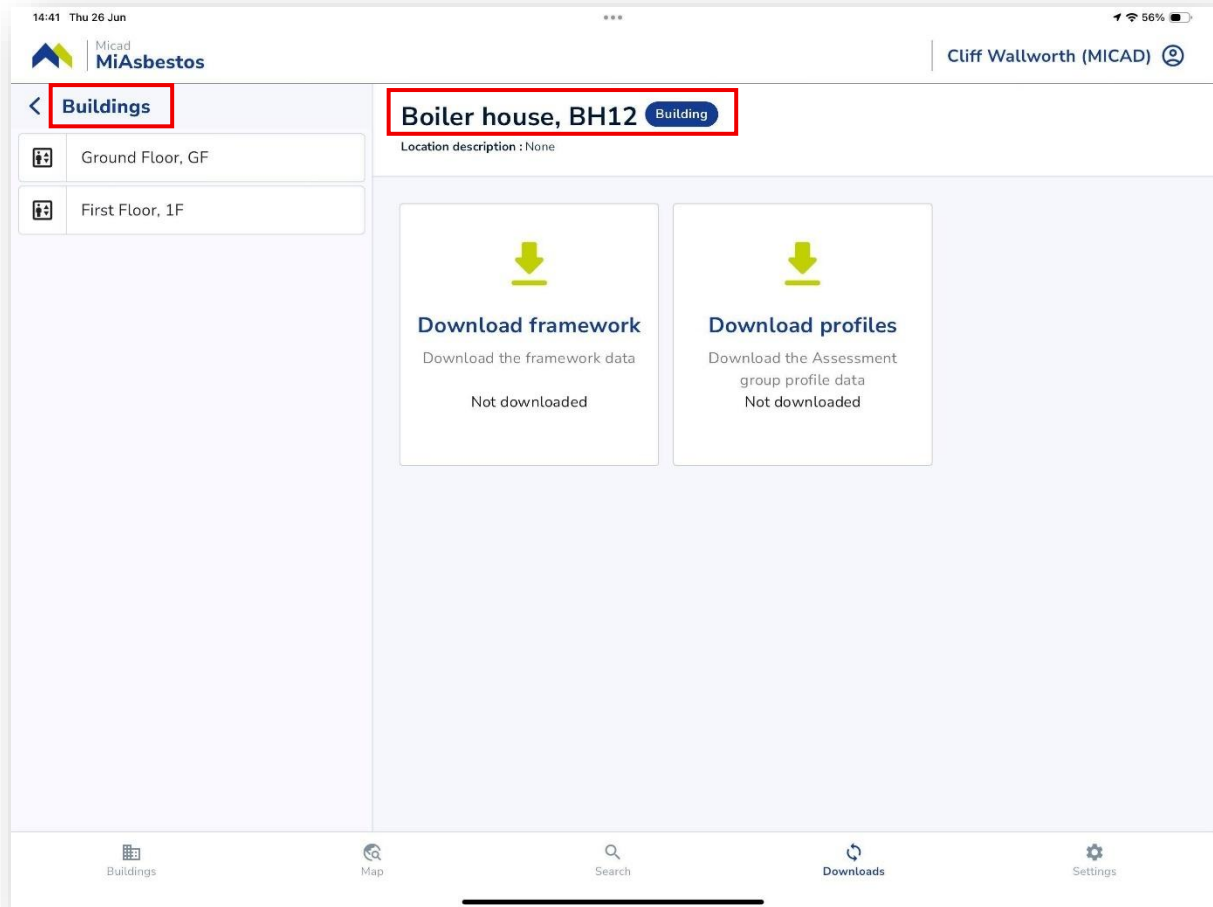 14:41 Thu 26 Jun
56%
Micad
MiAsbestos
Cliff Wallworth (MICAD)
Buildings
Ground Floor, GF
First Floor, 1F
Boiler house, BH12 Building
Location description : None
Download framework
Download the framework data
Not downloaded
Download profiles
Download the Assessment
group profile data
Not downloaded
Buildings
Map
Search
Downloads
Settings